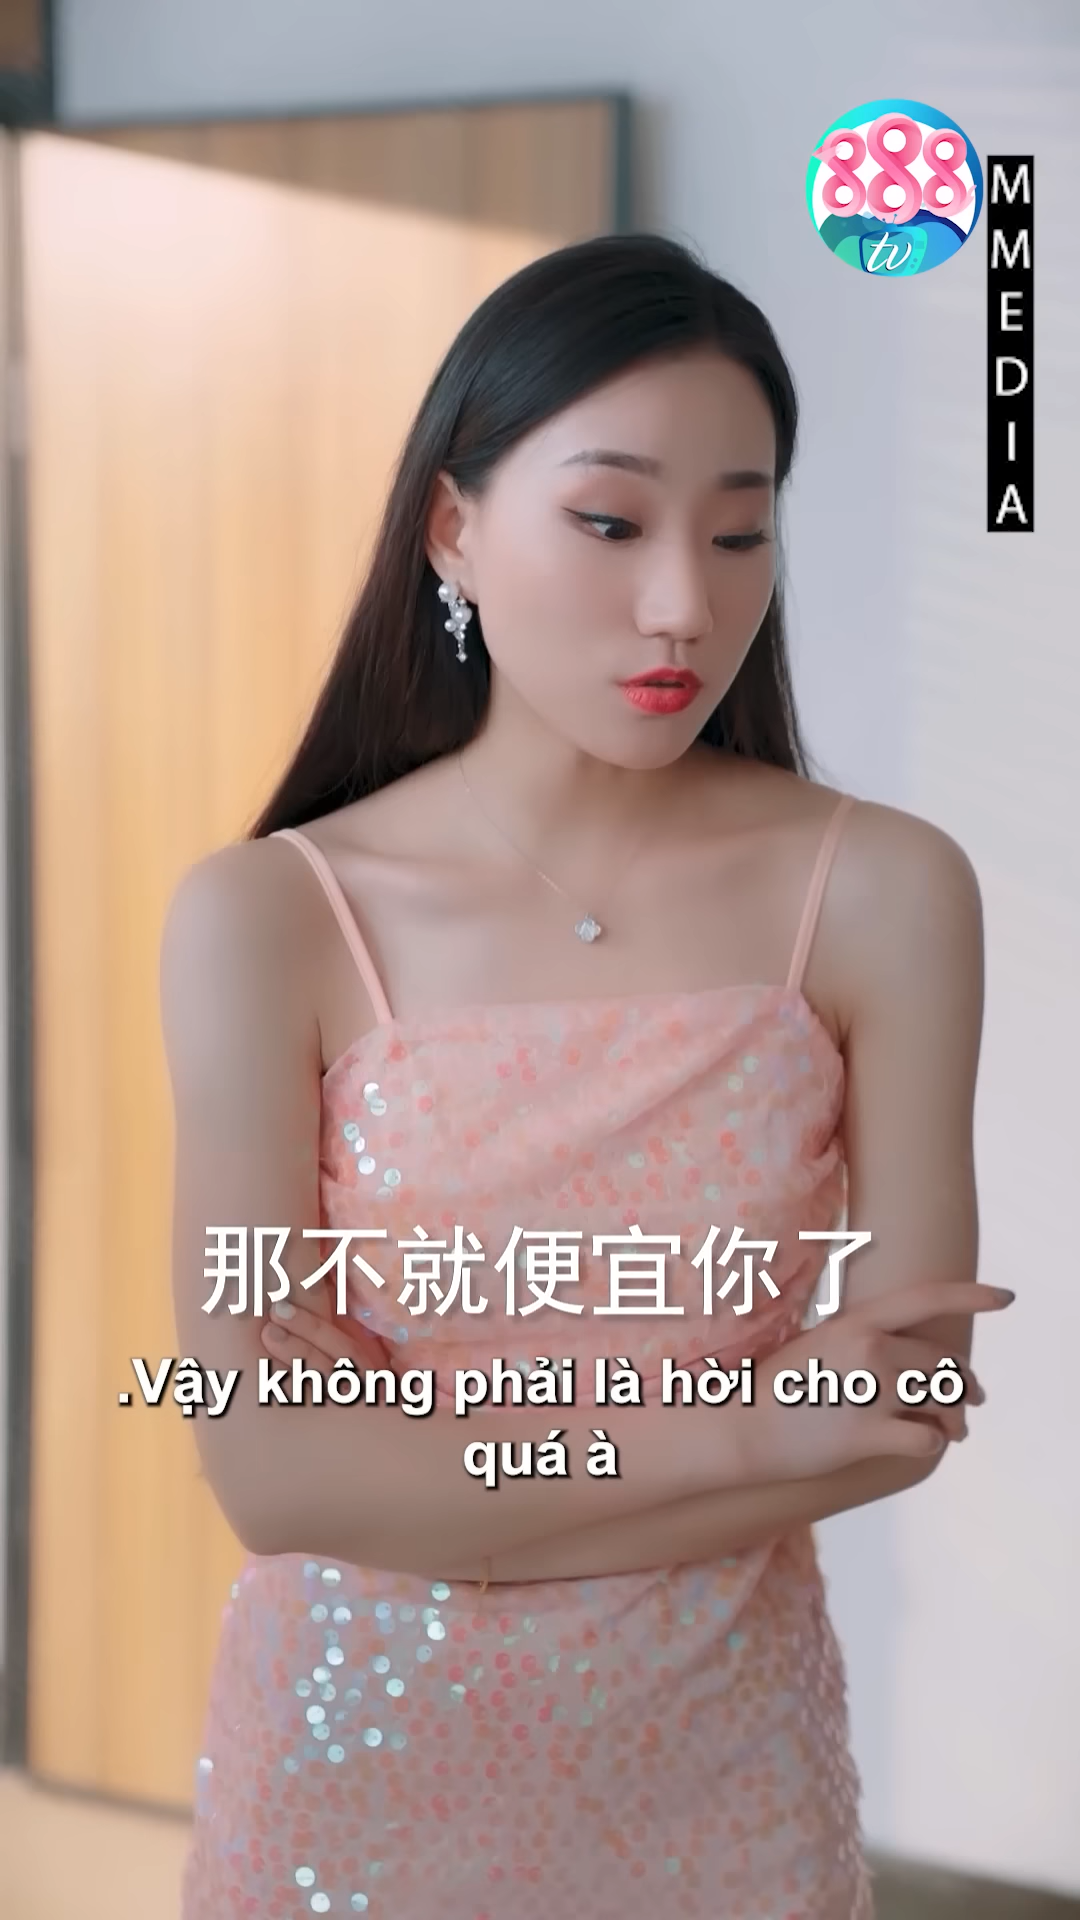 888
tv
MMEDIA
那不就便宜你了
.Vậy không phải là hời cho cô
quá à